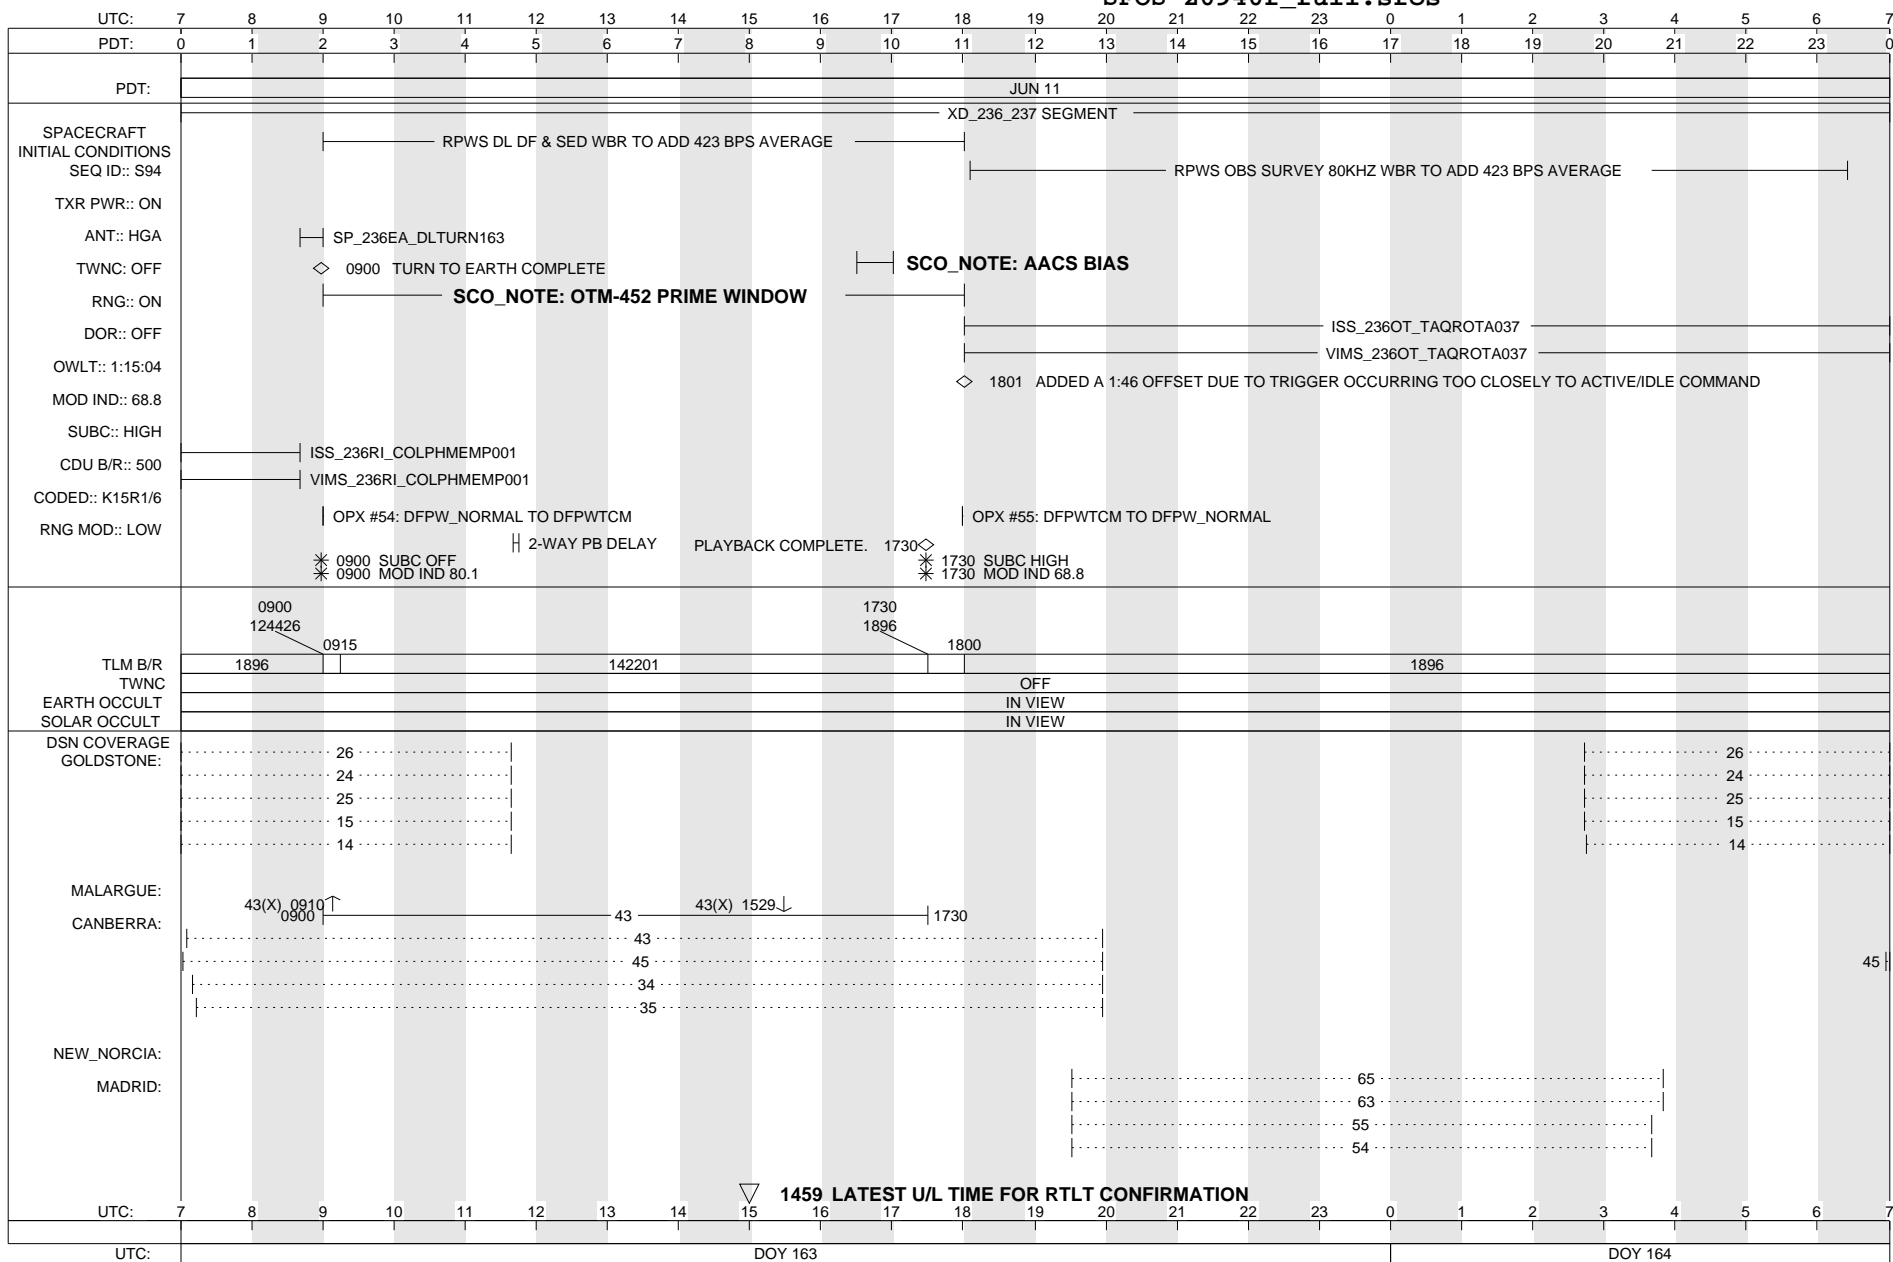 UTC: 7 8 9 10 11 12 13 14 15 16 17 18 19 20 21 22 23 0 1 2 3 4 5 6 7
PDT: 0 1 2 3 4 5 6 7 8 9 10 11 12 13 14 15 16 17 18 19 20 21 22 23 0
PDT: JUN 11
XD_236_237 SEGMENT
SPACECRAFT
INITIAL CONDITIONS
RPWS DL DF & SED WBR TO ADD 423 BPS AVERAGE
SEQ ID:: S94
RPWS OBS SURVEY 80KHZ WBR TO ADD 423 BPS AVERAGE
TXR PWR:: ON
ANT:: HGA
SP_236EA_DLTURN163
TWNC: OFF
0900 TURN TO EARTH COMPLETE
SCO_NOTE: AACS BIAS
RNG:: ON
SCO_NOTE: OTM-452 PRIME WINDOW
DOR:: OFF
ISS_236OT_TAQROTA037
VIMS_236OT_TAQROTA037
OWLT:: 1:15:04
1801 ADDED A 1:46 OFFSET DUE TO TRIGGER OCCURRING TOO CLOSELY TO ACTIVE/IDLE COMMAND
MOD IND:: 68.8
SUBC:: HIGH
ISS_236RI_COLPHMEMP001
CDU B/R:: 500
VIMS_236RI_COLPHMEMP001
CODED:: K15R1/6
OPX #54: DFPW_NORMAL TO DFPWTCM
OPX #55: DFPWTCM TO DFPW_NORMAL
RNG MOD:: LOW
2-WAY PB DELAY
PLAYBACK COMPLETE. 1730
0900 SUBC OFF
1730 SUBC HIGH
0900 MOD IND 80.1
1730 MOD IND 68.8
0900
124426
0915
1730
1896
1800
TLM B/R 1896 142201 1896
TWNC OFF
EARTH OCCULT IN VIEW
SOLAR OCCULT IN VIEW
DSN COVERAGE
GOLDSTONE:
26 26
24 24
25 25
15 15
14 14
MALARGUE:
43(X) 0910 43(X) 1529
CANBERRA:
0900 43 1730
43
45 45
34
35
NEW_NORCIA:
MADRID:
65
63
55
54
1459 LATEST U/L TIME FOR RTLT CONFIRMATION
UTC: 7 8 9 10 11 12 13 14 15 16 17 18 19 20 21 22 23 0 1 2 3 4 5 6 7
UTC: DOY 163 DOY 164